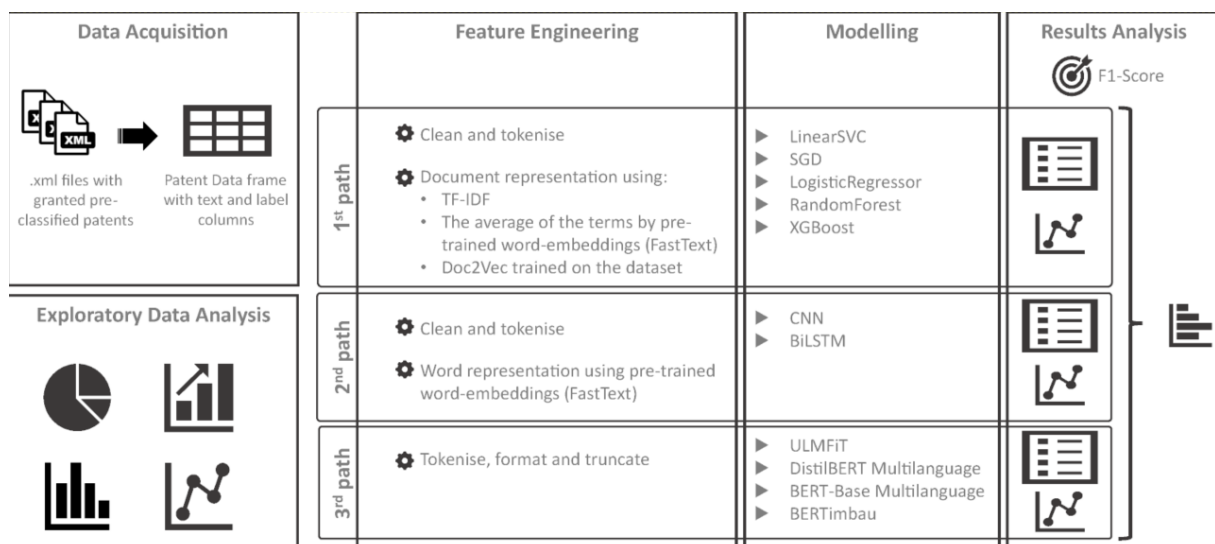 Data Acquisition
XML
.xml files with
granted pre-
classified patents
Patent Data frame
with text and label
columns
Exploratory Data Analysis
Feature Engineering
Modelling
Results Analysis
F1-Score
1st path
Clean and tokenise
Document representation using:
• TF-IDF
• The average of the terms by pre-
trained word-embeddings (FastText)
• Doc2Vec trained on the dataset
LinearSVC
SGD
LogisticRegressor
RandomForest
XGBoost
2nd path
Clean and tokenise
Word representation using pre-trained
word-embeddings (FastText)
CNN
BiLSTM
3rd path
Tokenise, format and truncate
ULMFiT
DistilBERT Multilanguage
BERT-Base Multilanguage
BERTimbau